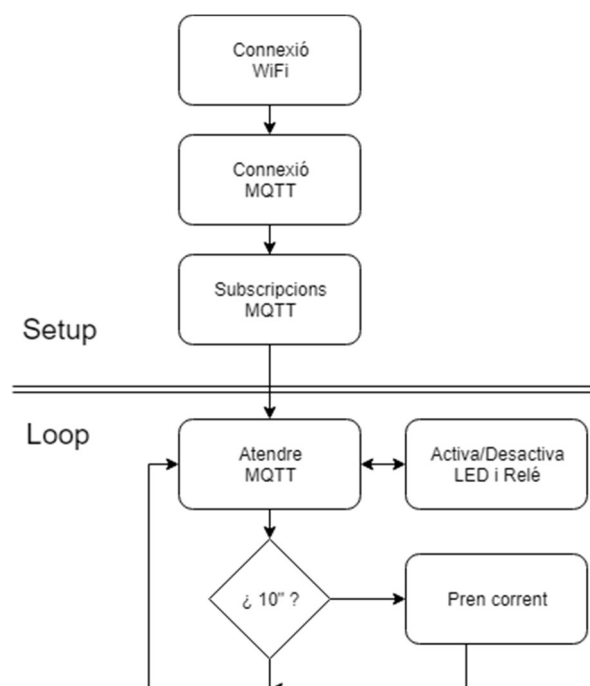 Connexió
WiFi
Connexió
MQTT
Subscripcions
MQTT
Setup
Loop
Atendre
MQTT
Activa/Desactiva
LED i Relé
¿ 10" ?
Pren corrent